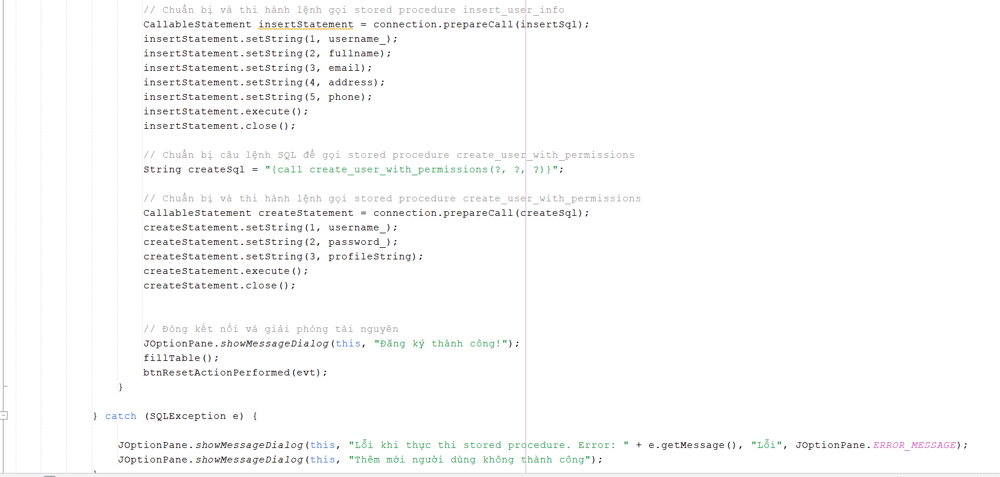 // Chuẩn bị và thi hành lệnh gọi stored procedure insert_user_info
CallableStatement insertStatement = connection.prepareCall(insertSql);
insertStatement.setString(1, username_);
insertStatement.setString(2, fullname);
insertStatement.setString(3, email);
insertStatement.setString(4, address);
insertStatement.setString(5, phone);
insertStatement.execute();
insertStatement.close();
// Chuẩn bị câu lệnh SQL để gọi stored procedure create_user_with_permissions
String createSql = "{call create_user_with_permissions(?, ?, ?)}";
// Chuẩn bị và thi hành lệnh gọi stored procedure create_user_with_permissions
CallableStatement createStatement = connection.prepareCall(createSql);
createStatement.setString(1, username_);
createStatement.setString(2, password_);
createStatement.setString(3, profileString);
createStatement.execute();
createStatement.close();
// Đóng kết nối và giải phóng tài nguyên
JOptionPane.showMessageDialog(this, "Đăng ký thành công!");
fillTable();
btnResetActionPerformed(evt);
}
} catch (SQLException e) {
JOptionPane.showMessageDialog(this, "Lỗi khi thực thi stored procedure. Error: " + e.getMessage(), "Lỗi", JOptionPane.ERROR_MESSAGE);
JOptionPane.showMessageDialog(this, "Thêm mới người dùng không thành công");